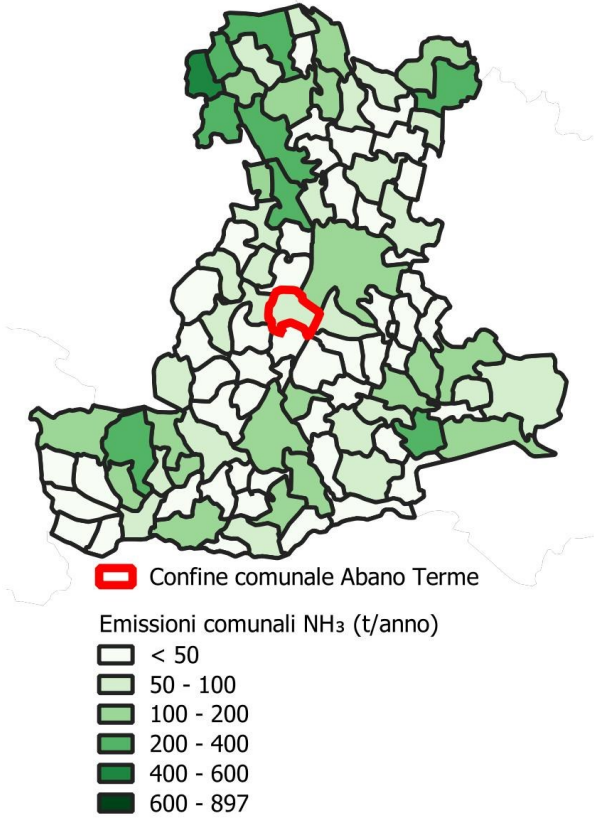 Confine comunale Abano Terme
Emissioni comunali NH₃ (t/anno)
< 50
50 - 100
100 - 200
200 - 400
400 - 600
600 - 897